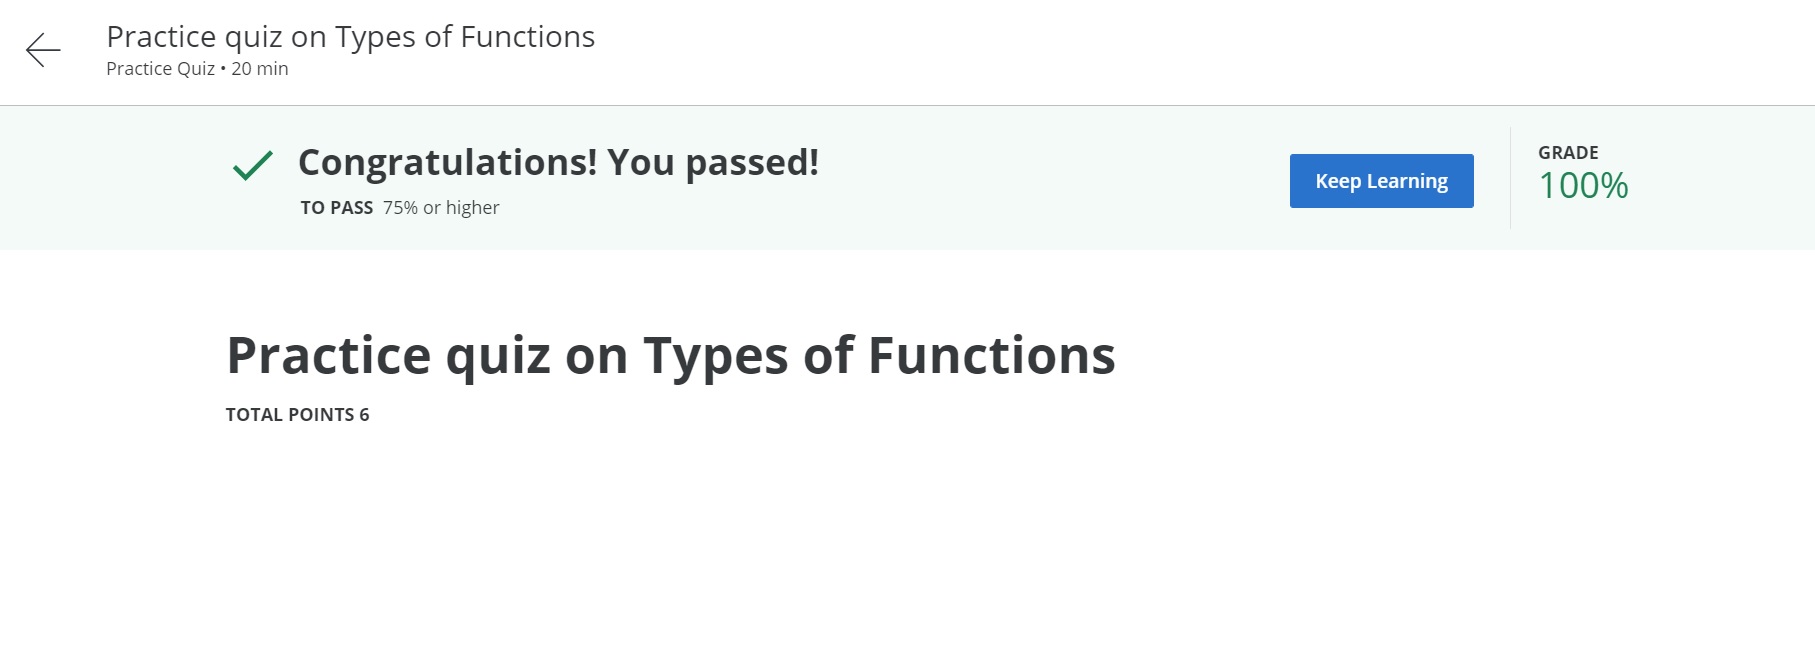 Practice quiz on Types of Functions
Practice Quiz • 20 min
Congratulations! You passed!
TO PASS 75% or higher
Keep Learning
GRADE
100%
Practice quiz on Types of Functions
TOTAL POINTS 6